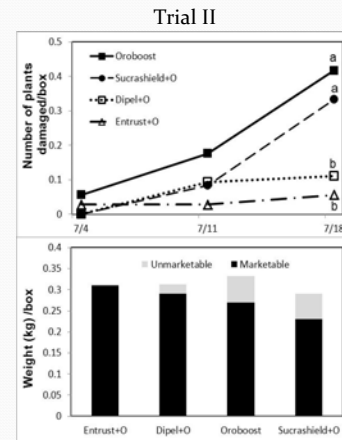 Trial II
Number of plants
damaged/box
0.5
0.4
0.3
0.2
0.1
0
Oroboost
Sucrashield+O
Dipel+O
Entrust+O
a
a
b
b
7/4
7/11
7/18
Weight (kg) /box
0.4
0.35
0.3
0.25
0.2
0.15
0.1
0.05
0
Unmarketable
Marketable
Entrust+O
Dipel+O
Oroboost
Sucrashield+O